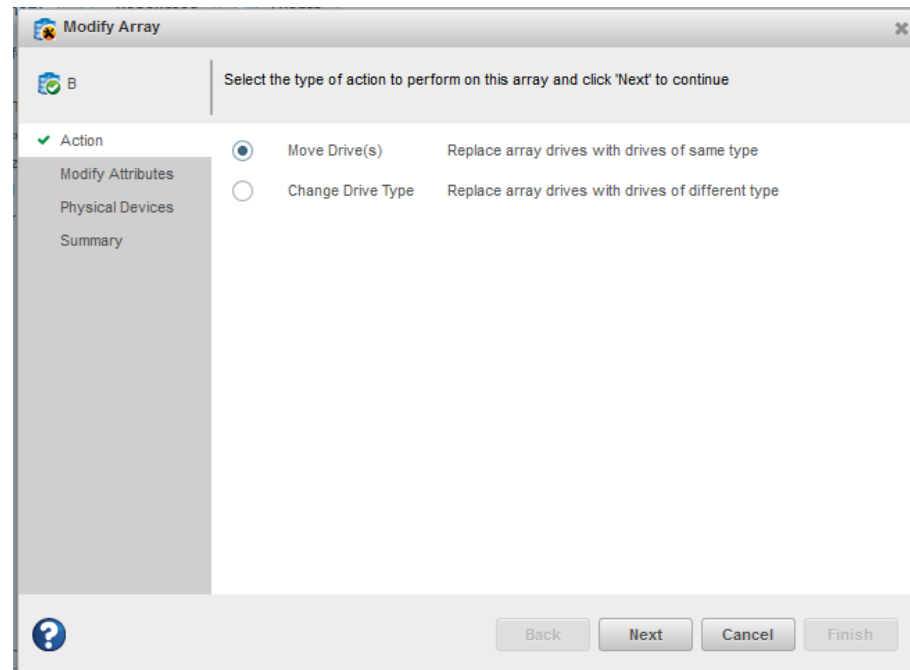 Modify Array
B
Select the type of action to perform on this array and click 'Next' to continue
Action
Modify Attributes
Physical Devices
Summary
Move Drive(s) Replace array drives with drives of same type
Change Drive Type Replace array drives with drives of different type
?
Back Next Cancel Finish